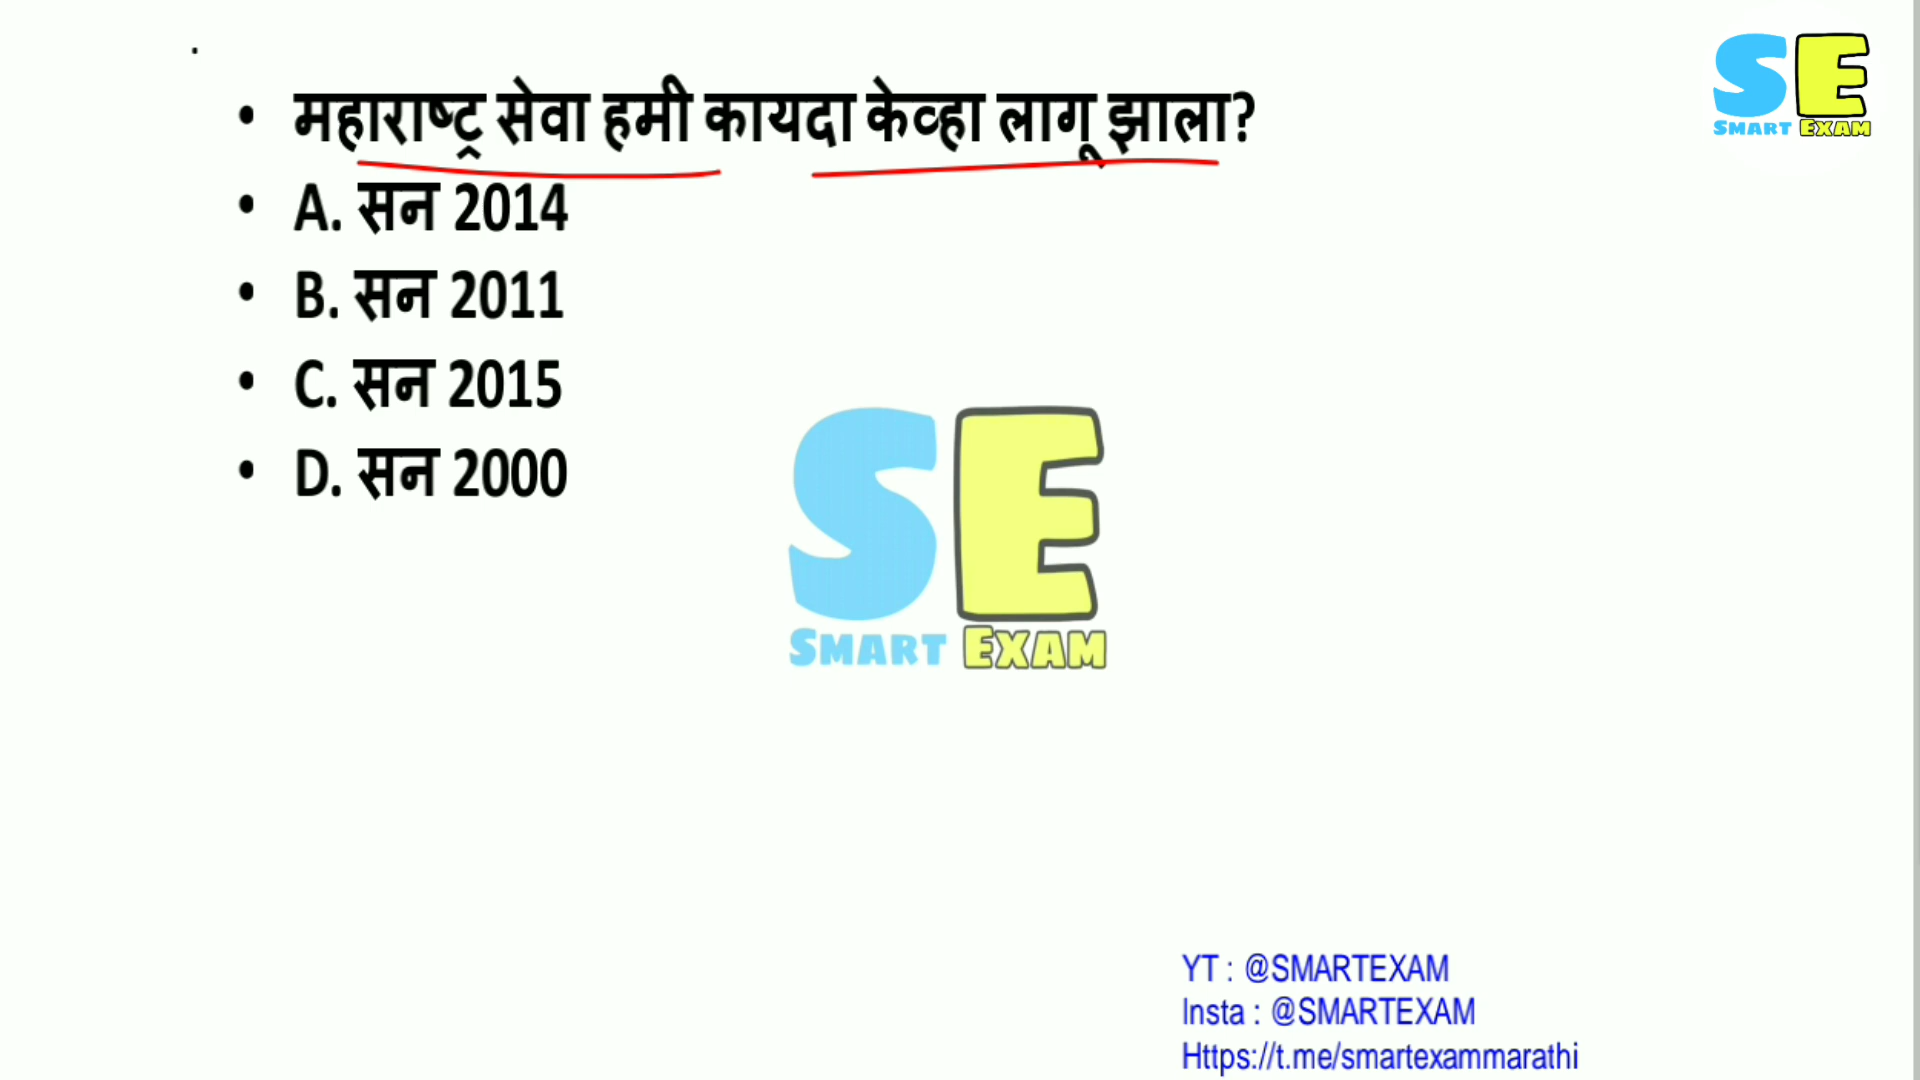 SE
SMART EXAM
• महाराष्ट्र सेवा हमी कायदा केव्हा लागू झाला?
• A. सन 2014
• B. सन 2011
• C. सन 2015
• D. सन 2000
SE
SMART EXAM
YT : @SMARTEXAM
Insta : @SMARTEXAM
Https://t.me/smartexammarathi